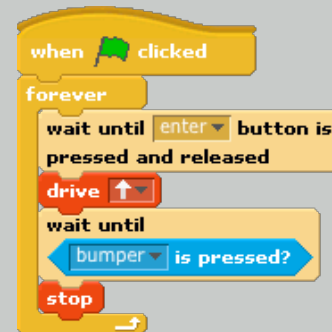 when clicked
forever
wait until enter button is
pressed and released
drive
wait until
bumper is pressed?
stop